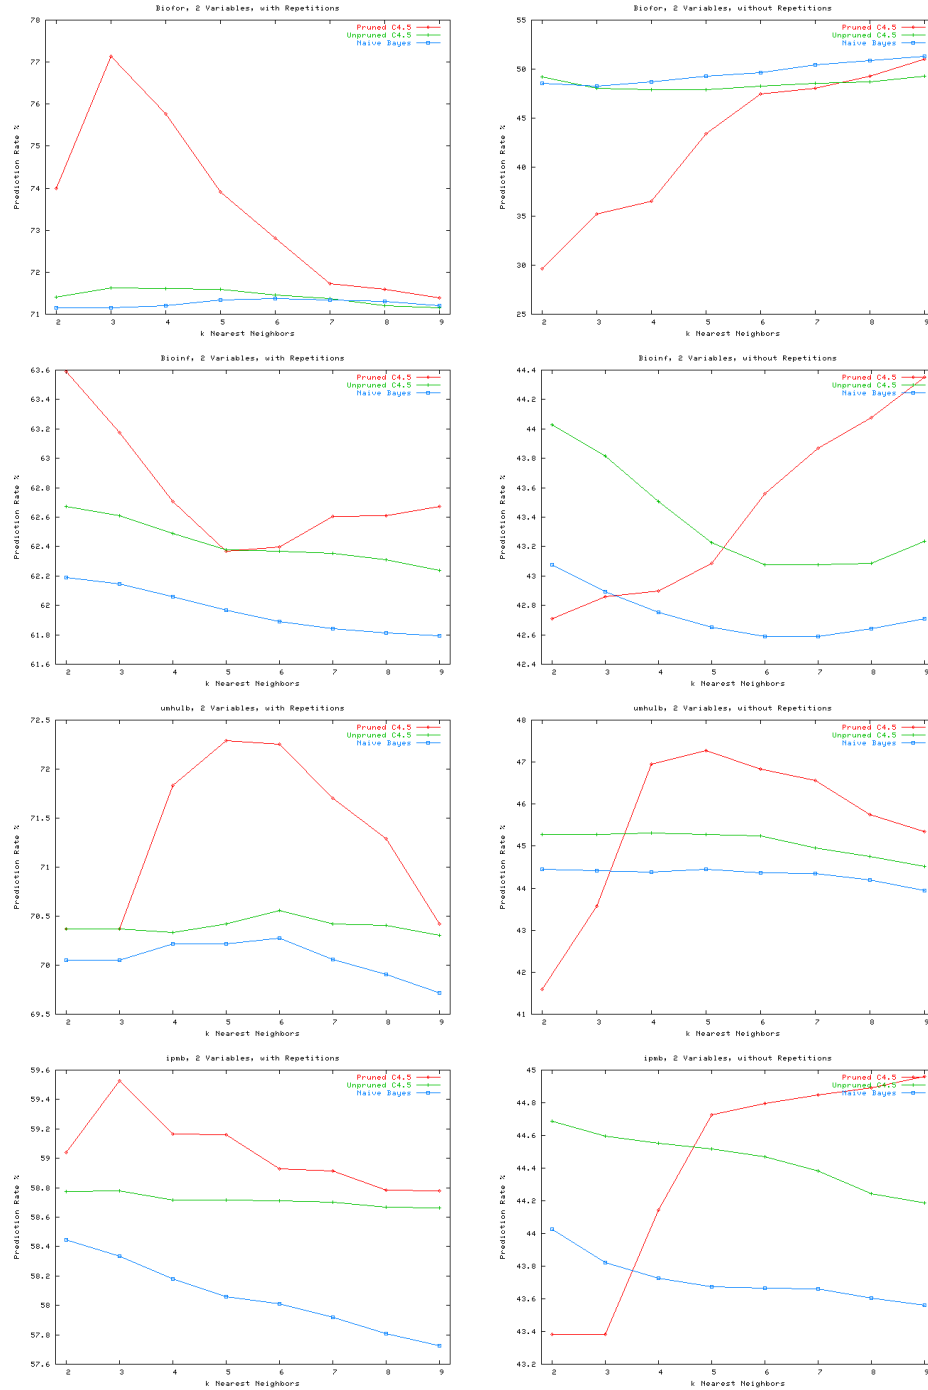 Biofor, 2 Variables, with Repetitions
Pruned C4.5
Unpruned C4.5
Naive Bayes
Prediction Rate %
78
77
76
75
74
73
72
71
2 3 4 5 6 7 8 9
k Nearest Neighbors
Biofor, 2 Variables, without Repetitions
Pruned C4.5
Unpruned C4.5
Naive Bayes
Prediction Rate %
55
50
45
40
35
30
25
2 3 4 5 6 7 8 9
k Nearest Neighbors
Bioinf, 2 Variables, with Repetitions
Pruned C4.5
Unpruned C4.5
Naive Bayes
Prediction Rate %
63.6
63.4
63.2
63
62.8
62.6
62.4
62.2
62
61.8
61.6
2 3 4 5 6 7 8 9
k Nearest Neighbors
Bioinf, 2 Variables, without Repetitions
Pruned C4.5
Unpruned C4.5
Naive Bayes
Prediction Rate %
44.4
44.2
44
43.8
43.6
43.4
43.2
43
42.8
42.6
42.4
2 3 4 5 6 7 8 9
k Nearest Neighbors
umhulb, 2 Variables, with Repetitions
Pruned C4.5
Unpruned C4.5
Naive Bayes
Prediction Rate %
72.5
72
71.5
71
70.5
70
69.5
2 3 4 5 6 7 8 9
k Nearest Neighbors
umhulb, 2 Variables, without Repetitions
Pruned C4.5
Unpruned C4.5
Naive Bayes
Prediction Rate %
48
47
46
45
44
43
42
41
2 3 4 5 6 7 8 9
k Nearest Neighbors
ipmb, 2 Variables, with Repetitions
Pruned C4.5
Unpruned C4.5
Naive Bayes
Prediction Rate %
59.6
59.4
59.2
59
58.8
58.6
58.4
58.2
58
57.8
57.6
2 3 4 5 6 7 8 9
k Nearest Neighbors
ipmb, 2 Variables, without Repetitions
Pruned C4.5
Unpruned C4.5
Naive Bayes
Prediction Rate %
45
44.8
44.6
44.4
44.2
44
43.8
43.6
43.4
43.2
2 3 4 5 6 7 8 9
k Nearest Neighbors